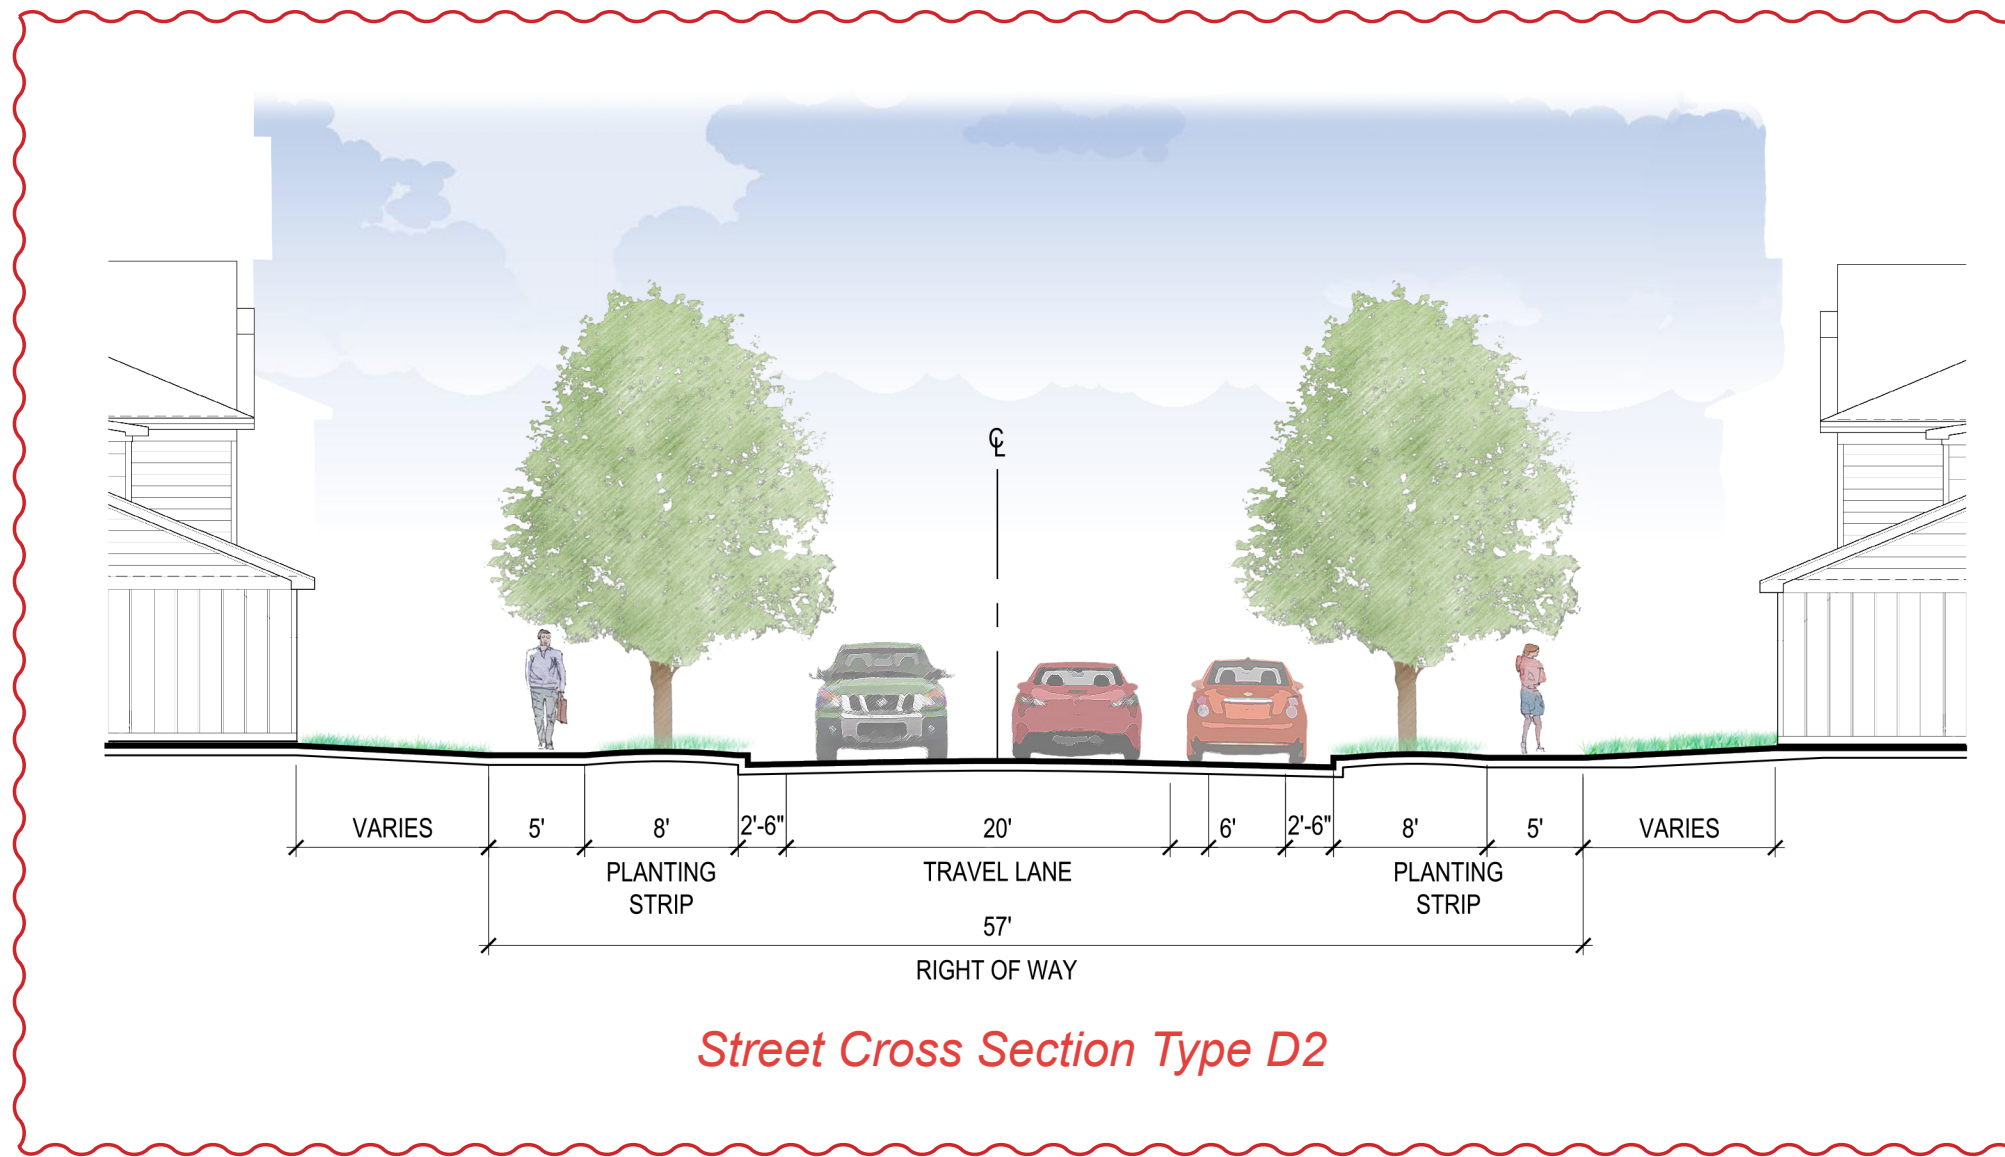 ℄
VARIES 5' 8' 2'-6" 20' 6' 2'-6" 8' 5' VARIES
PLANTING STRIP
TRAVEL LANE
PLANTING STRIP
57'
RIGHT OF WAY
Street Cross Section Type D2